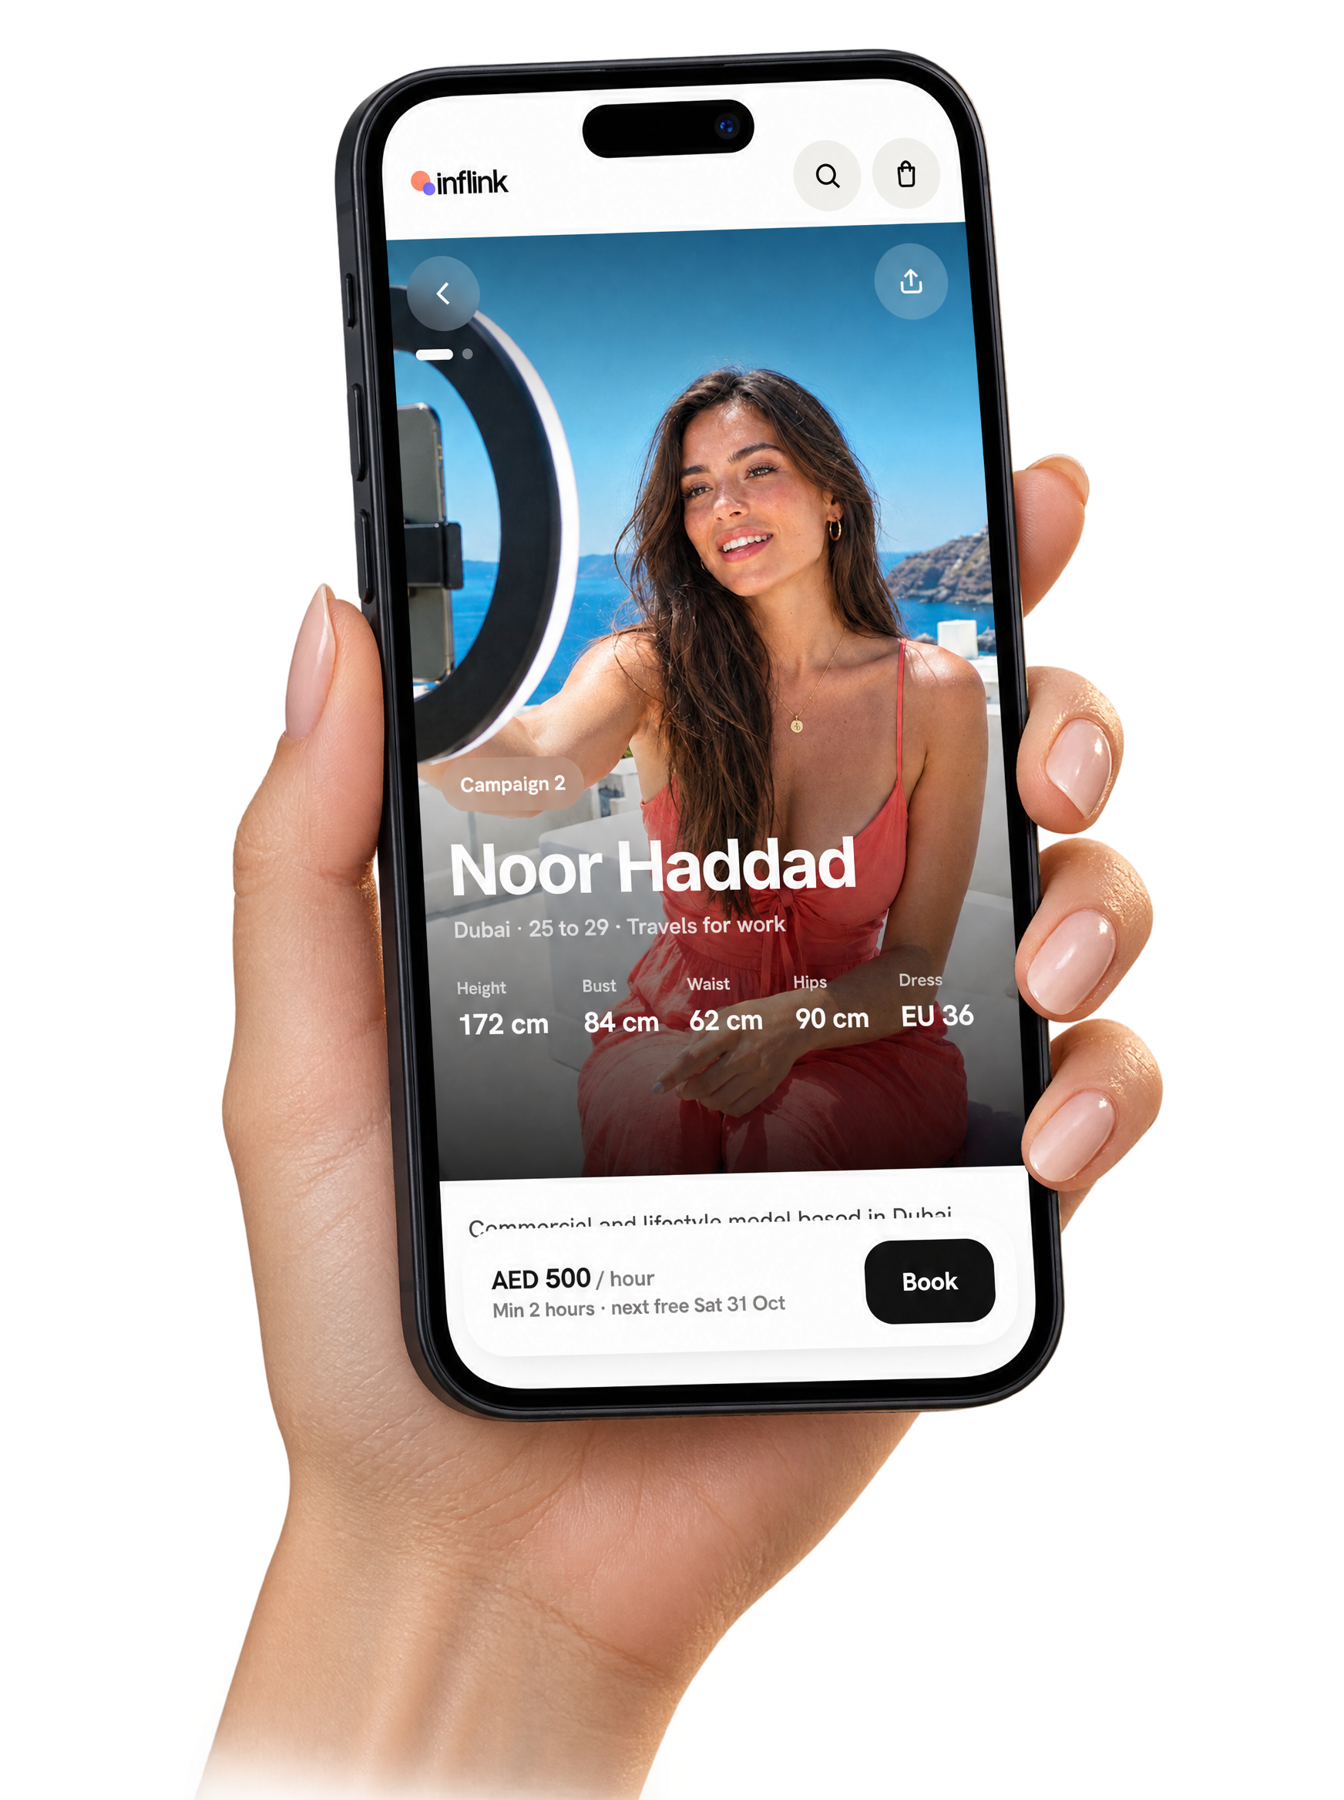 inflink
Campaign 2
Noor Haddad
Dubai · 25 to 29 · Travels for work
Height Bust Waist Hips Dress
172 cm 84 cm 62 cm 90 cm EU 36
Commercial and lifestyle model based in Dubai
AED 500 / hour
Min 2 hours · next free Sat 31 Oct
Book